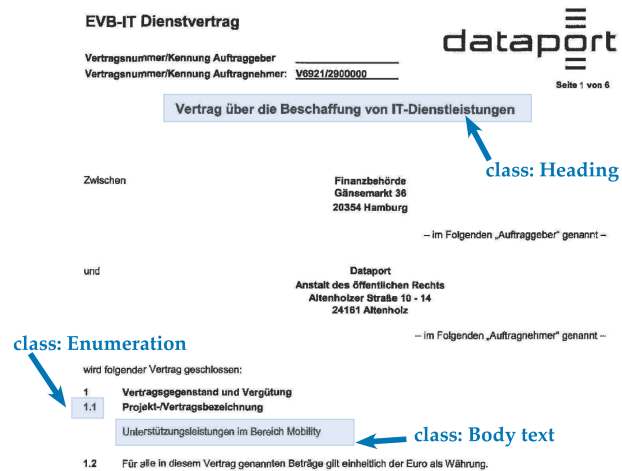 EVB-IT Dienstvertrag
dataport
Vertragsnummer/Kennung Auftraggeber
Vertragsnummer/Kennung Auftragnehmer: V6921/2900000
Seite 1 von 6
Vertrag über die Beschaffung von IT-Dienstleistungen
class: Heading
Zwischen
Finanzbehörde
Gänsemarkt 36
20354 Hamburg
– im Folgenden „Auftraggeber“ genannt –
und
Dataport
Anstalt des öffentlichen Rechts
Altenholzer Straße 10 - 14
24161 Altenholz
– im Folgenden „Auftragnehmer“ genannt –
class: Enumeration
wird folgender Vertrag geschlossen:
1 Vertragsgegenstand und Vergütung
1.1 Projekt-/Vertragsbezeichnung
Unterstützungsleistungen im Bereich Mobility
class: Body text
1.2 Für alle in diesem Vertrag genannten Beträge gilt einheitlich der Euro als Währung.